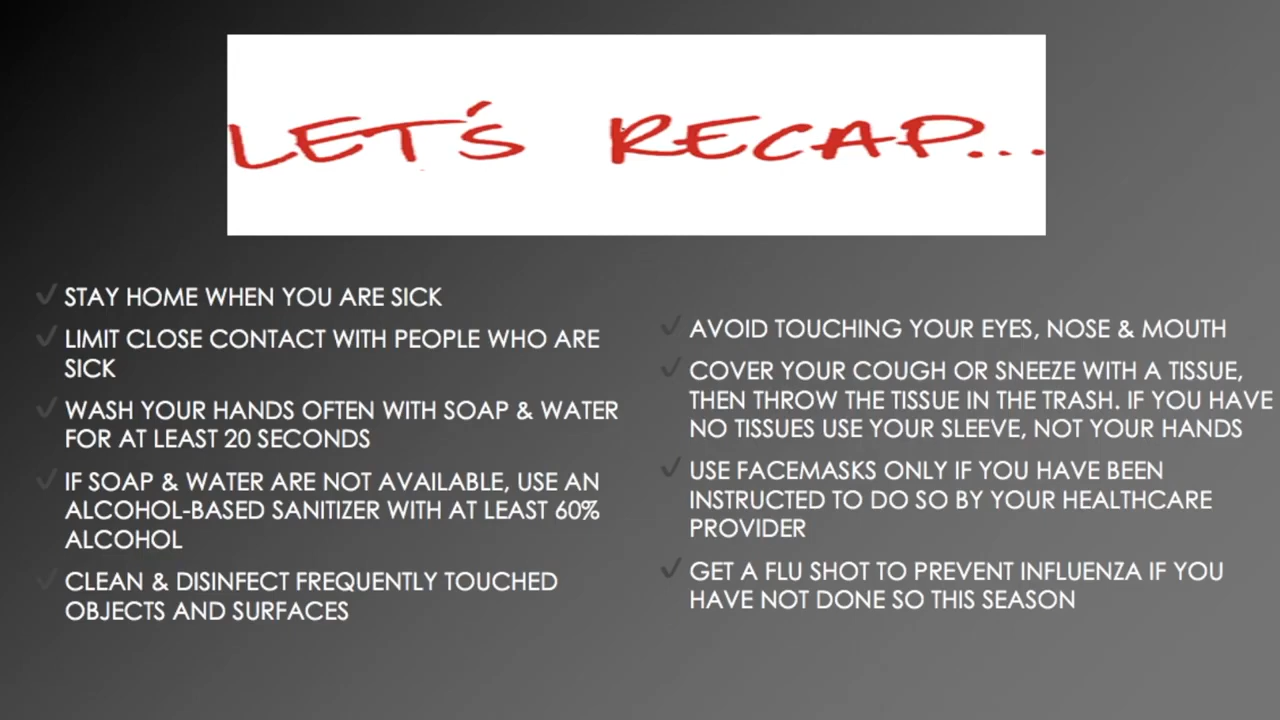 LET'S RECAP...
STAY HOME WHEN YOU ARE SICK
LIMIT CLOSE CONTACT WITH PEOPLE WHO ARE
SICK
WASH YOUR HANDS OFTEN WITH SOAP & WATER
FOR AT LEAST 20 SECONDS
IF SOAP & WATER ARE NOT AVAILABLE, USE AN
ALCOHOL-BASED SANITIZER WITH AT LEAST 60%
ALCOHOL
CLEAN & DISINFECT FREQUENTLY TOUCHED
OBJECTS AND SURFACES
AVOID TOUCHING YOUR EYES, NOSE & MOUTH
COVER YOUR COUGH OR SNEEZE WITH A TISSUE,
THEN THROW THE TISSUE IN THE TRASH. IF YOU HAVE
NO TISSUES USE YOUR SLEEVE, NOT YOUR HANDS
USE FACEMASKS ONLY IF YOU HAVE BEEN
INSTRUCTED TO DO SO BY YOUR HEALTHCARE
PROVIDER
GET A FLU SHOT TO PREVENT INFLUENZA IF YOU
HAVE NOT DONE SO THIS SEASON